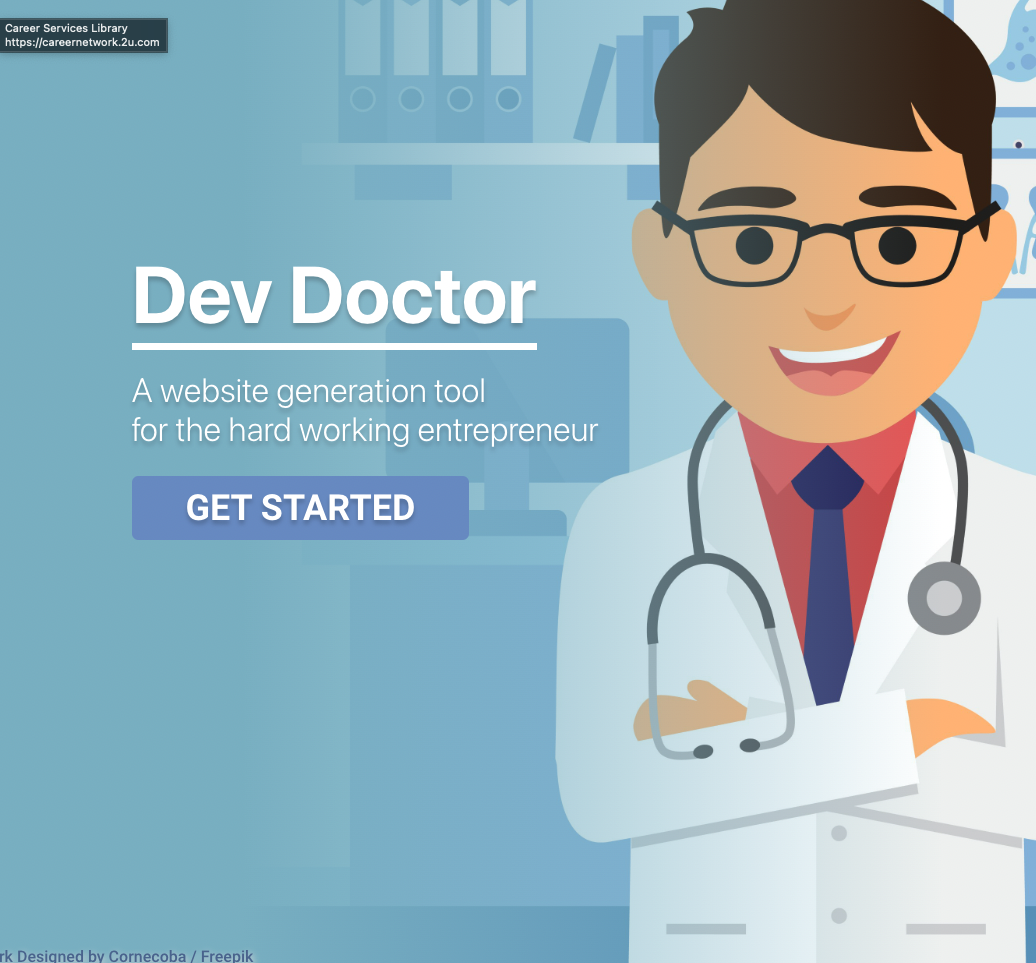 Career Services Library
https://careernetwork.2u.com
Dev Doctor
A website generation tool
for the hard working entrepreneur
GET STARTED
rk Designed by Cornecoba / Freepik